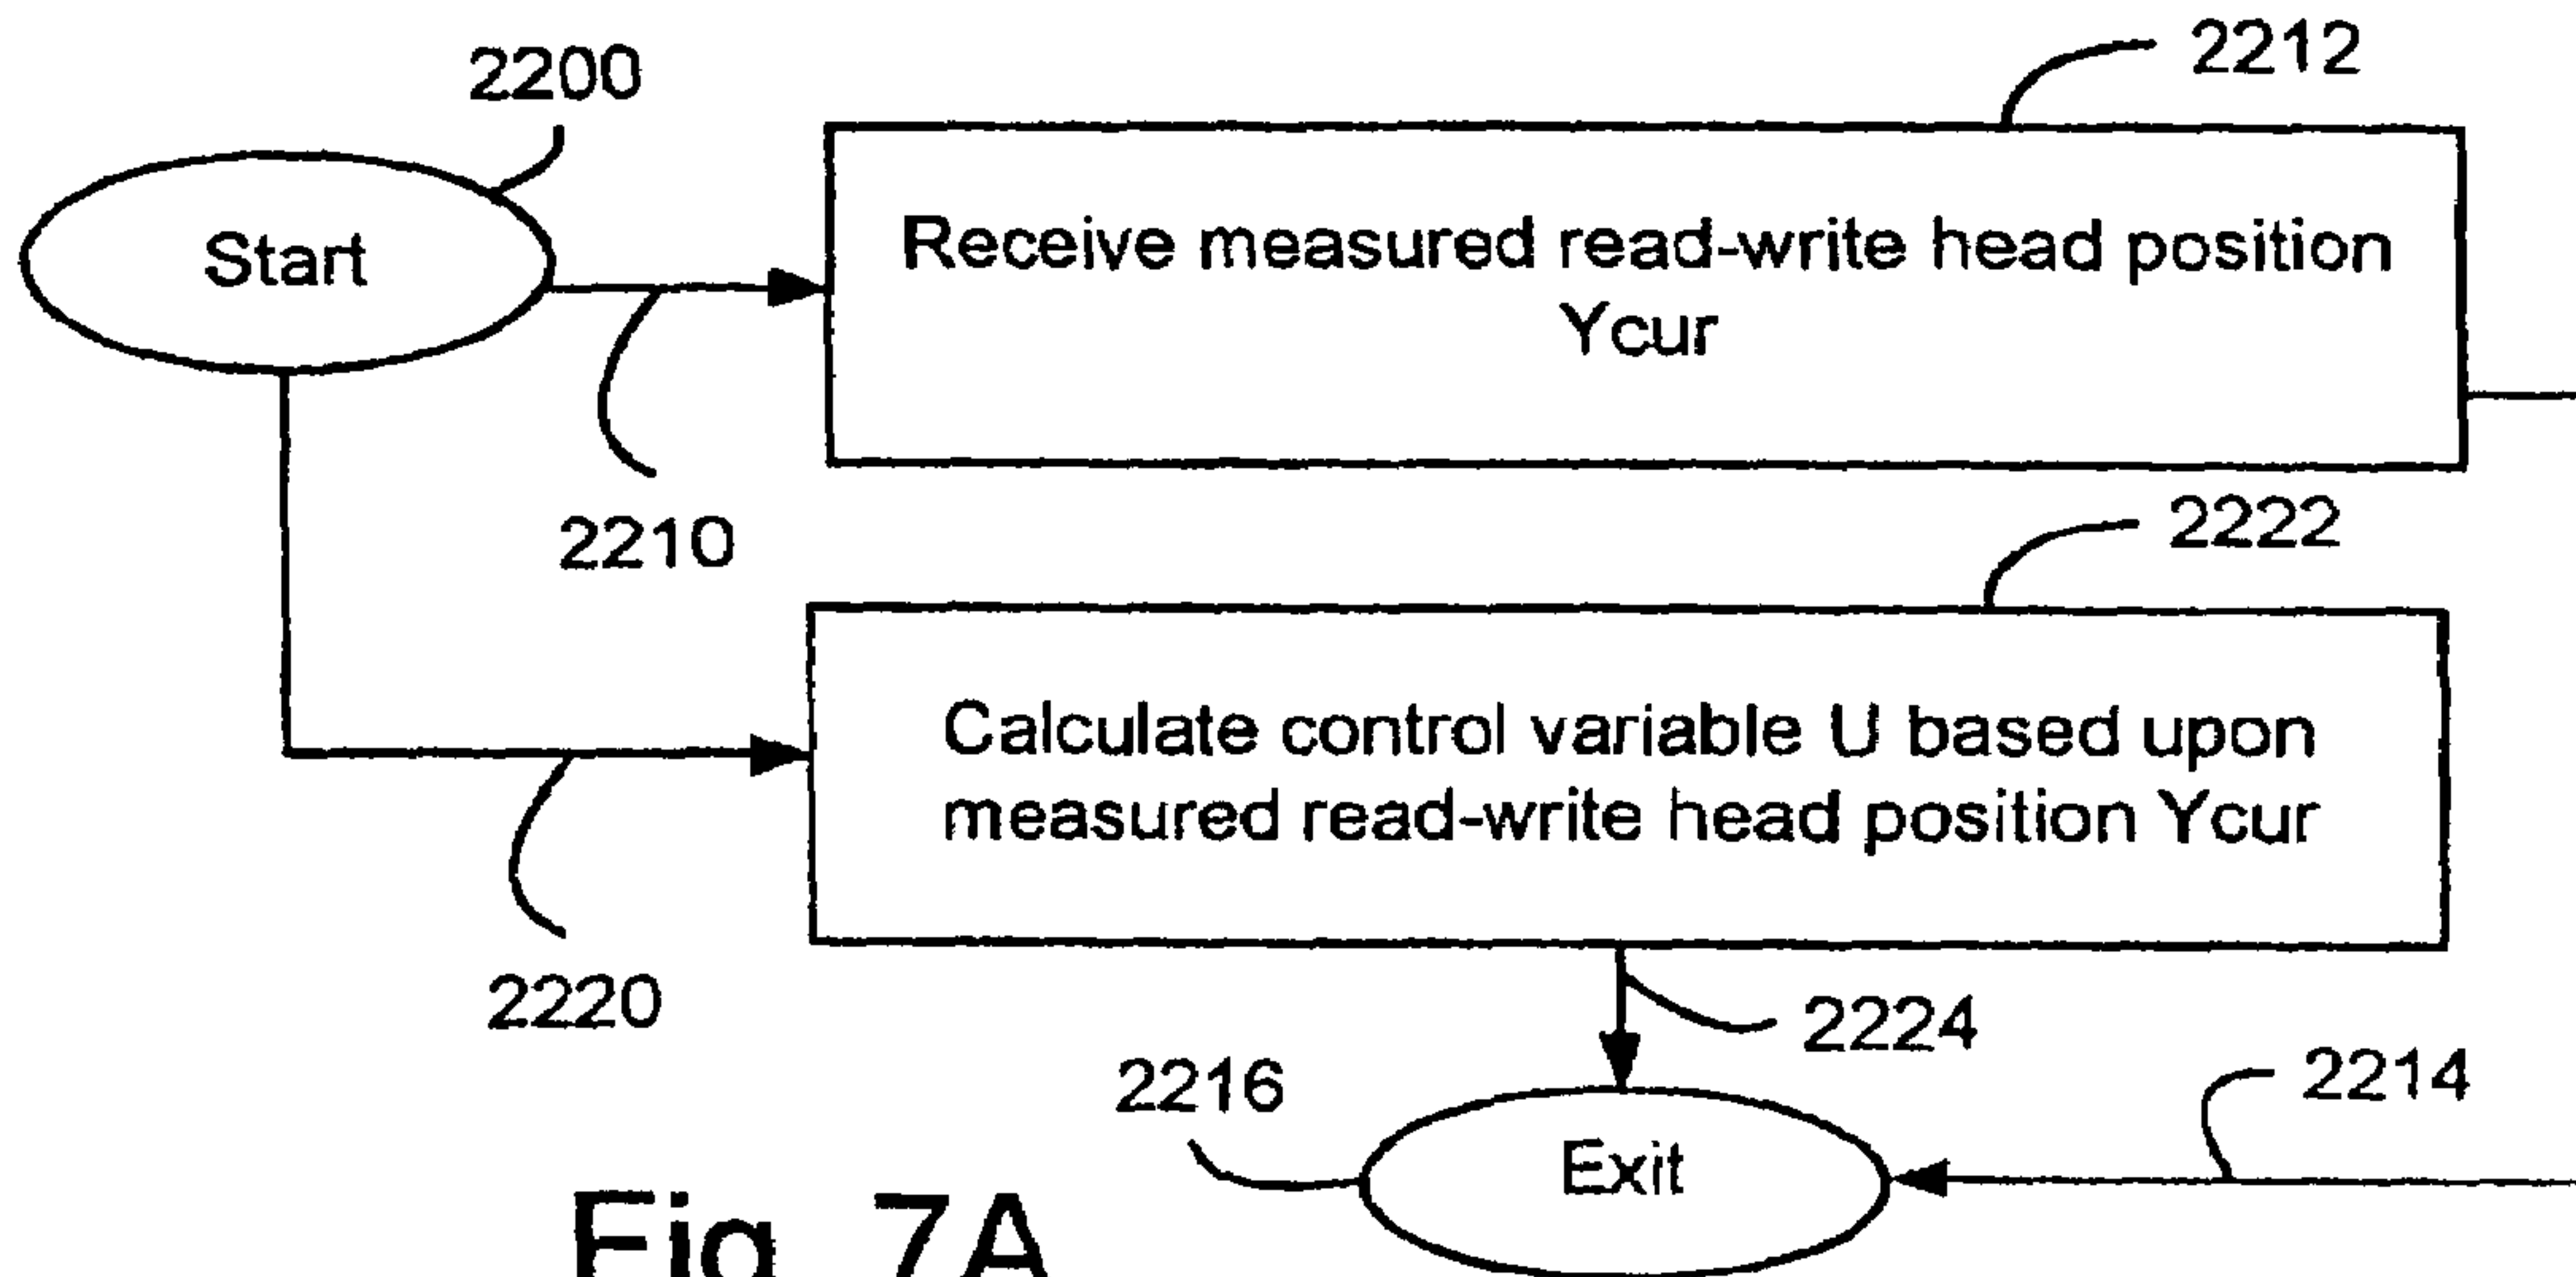 2200
2212
Start
Receive measured read-write head position
Ycur
2210
2222
Calculate control variable U based upon
measured read-write head position Ycur
2220
2224
2216
2214
Exit
Fig. 7A